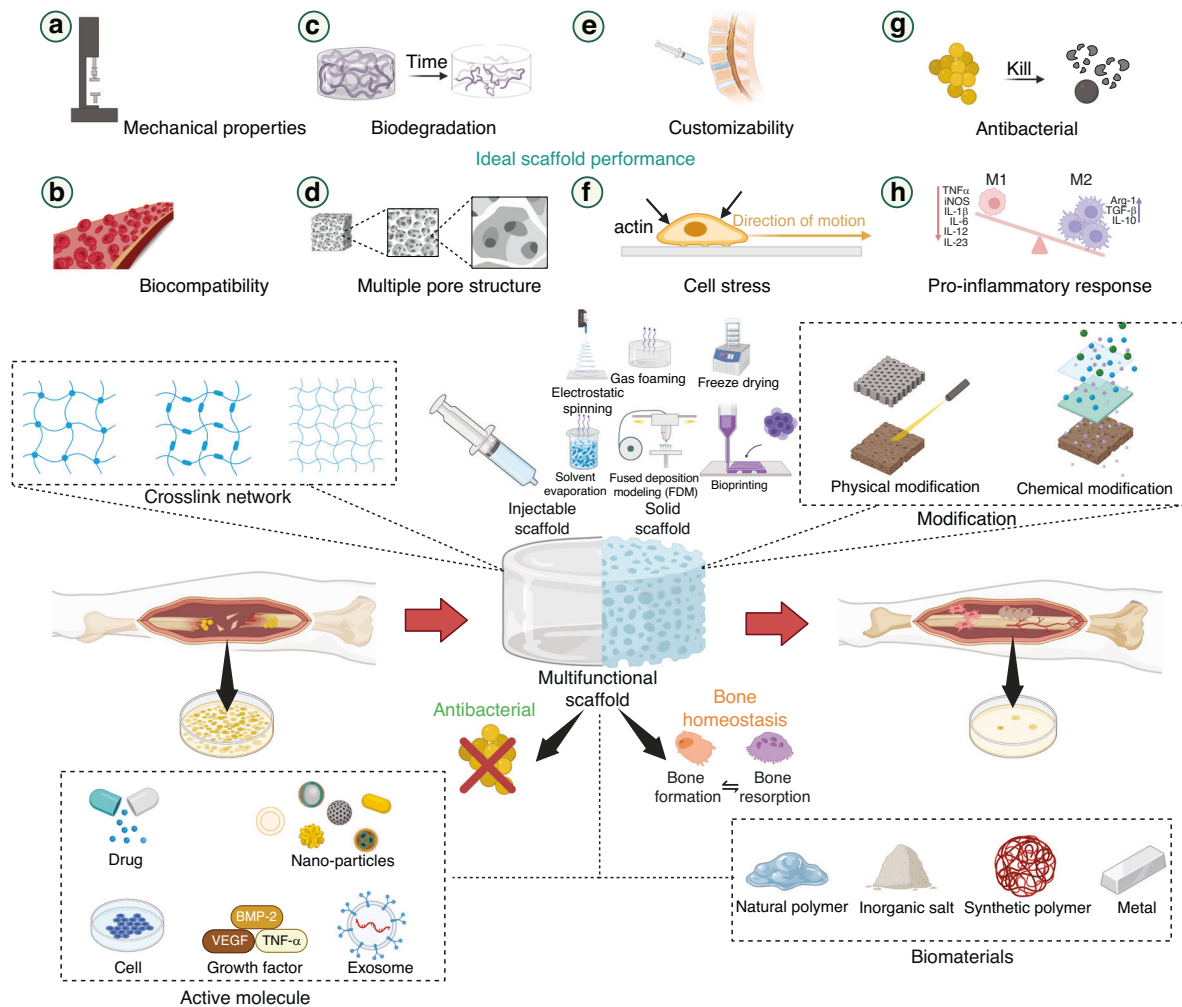 a
Mechanical properties
c
Time
Biodegradation
e
Customizability
g
Kill
Antibacterial
Ideal scaffold performance
b
Biocompatibility
d
Multiple pore structure
f
actin
Direction of motion
Cell stress
h
TNFα
iNOS
IL-1β
IL-6
IL-12
IL-23
M1
M2
Arg-1
TGF-β
IL-10
Pro-inflammatory response
Crosslink network
Electrostatic
spinning
Gas foaming
Freeze drying
Solvent
evaporation
Fused deposition
modeling (FDM)
Bioprinting
Injectable
scaffold
Solid
scaffold
Physical modification
Chemical modification
Modification
Multifunctional
scaffold
Antibacterial
Bone
homeostasis
Bone
formation
⇌
Bone
resorption
Drug
Nano-particles
Cell
BMP-2
VEGF
TNF-α
Growth factor
Exosome
Active molecule
Natural polymer
Inorganic salt
Synthetic polymer
Metal
Biomaterials